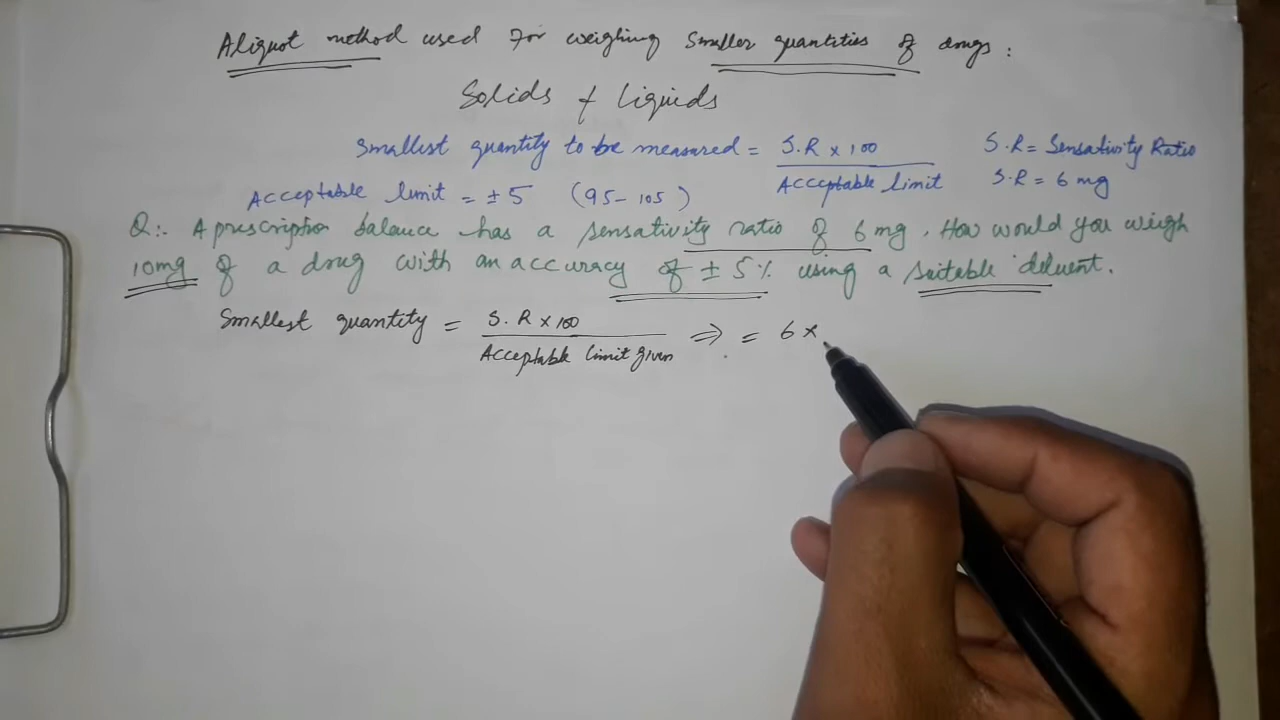 Aliquot method used For weighing Smaller quantities of drugs :
Solids & Liquids
Smallest quantity to be measured = S.R x 100 / Acceptable limit
S.R = Sensativity Ratio
S.R = 6 mg
Acceptable limit = ± 5 (95 - 105)
Q:. A prescription balance has a sensativity ratio of 6 mg. How would you weigh
10mg of a drug with an accuracy of ± 5% using a suitable diluent.
Smallest quantity = S.R x 100 / Acceptable limit given ⇒ = 6 x